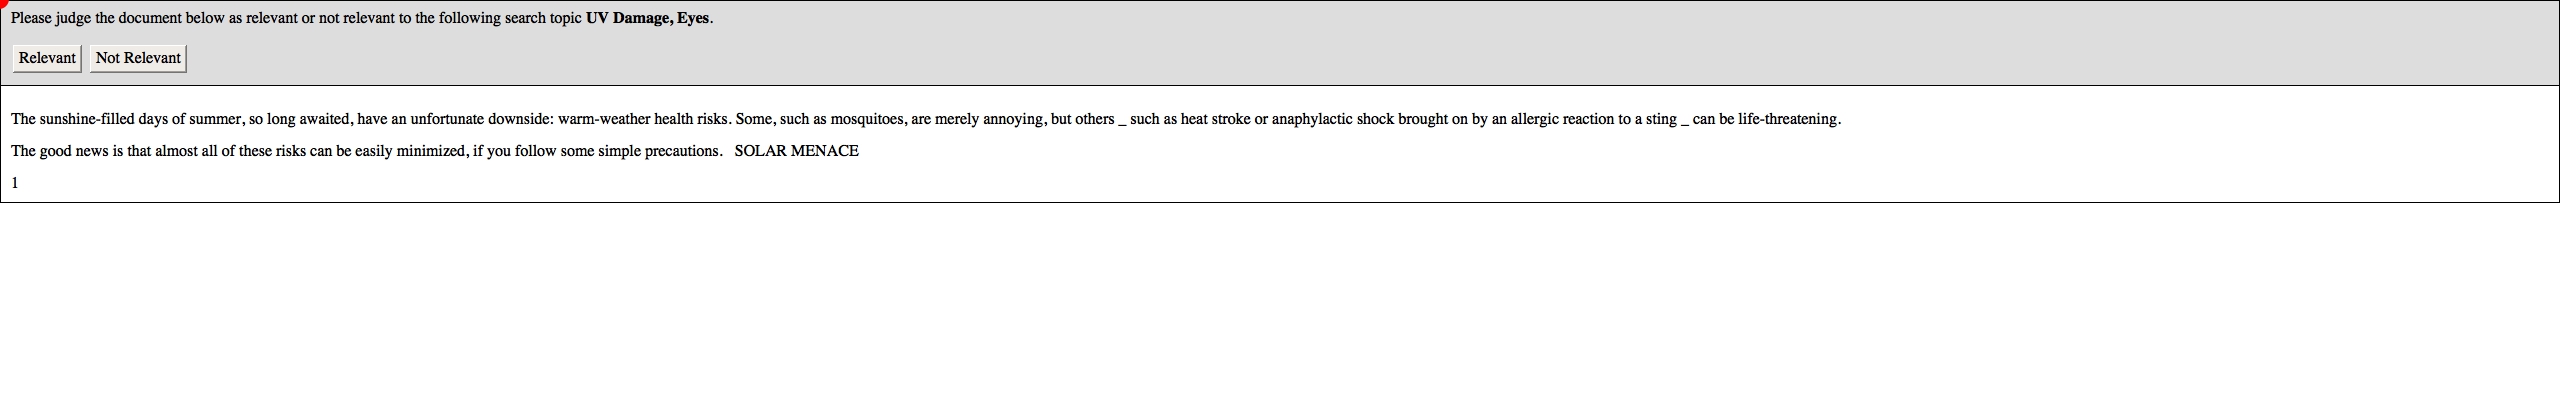 Please judge the document below as relevant or not relevant to the following search topic UV Damage, Eyes.
Relevant Not Relevant
The sunshine-filled days of summer, so long awaited, have an unfortunate downside: warm-weather health risks. Some, such as mosquitoes, are merely annoying, but others _ such as heat stroke or anaphylactic shock brought on by an allergic reaction to a sting _ can be life-threatening.
The good news is that almost all of these risks can be easily minimized, if you follow some simple precautions. SOLAR MENACE
1